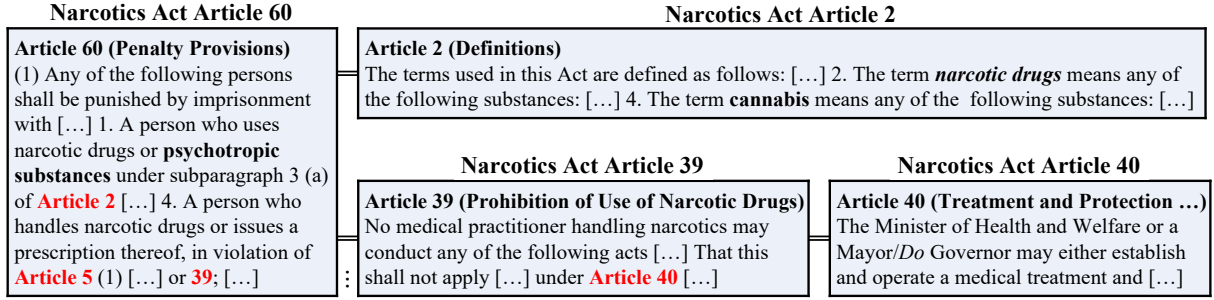 Narcotics Act Article 60
Article 60 (Penalty Provisions)
(1) Any of the following persons
shall be punished by imprisonment
with […] 1. A person who uses
narcotic drugs or psychotropic
substances under subparagraph 3 (a)
of Article 2 […] 4. A person who
handles narcotic drugs or issues a
prescription thereof, in violation of
Article 5 (1) […] or 39; […]
Narcotics Act Article 2
Article 2 (Definitions)
The terms used in this Act are defined as follows: […] 2. The term narcotic drugs means any of
the following substances: […] 4. The term cannabis means any of the following substances: […]
Narcotics Act Article 39
Article 39 (Prohibition of Use of Narcotic Drugs)
No medical practitioner handling narcotics may
conduct any of the following acts […] That this
shall not apply […] under Article 40 […]
Narcotics Act Article 40
Article 40 (Treatment and Protection …)
The Minister of Health and Welfare or a
Mayor/Do Governor may either establish
and operate a medical treatment and […]